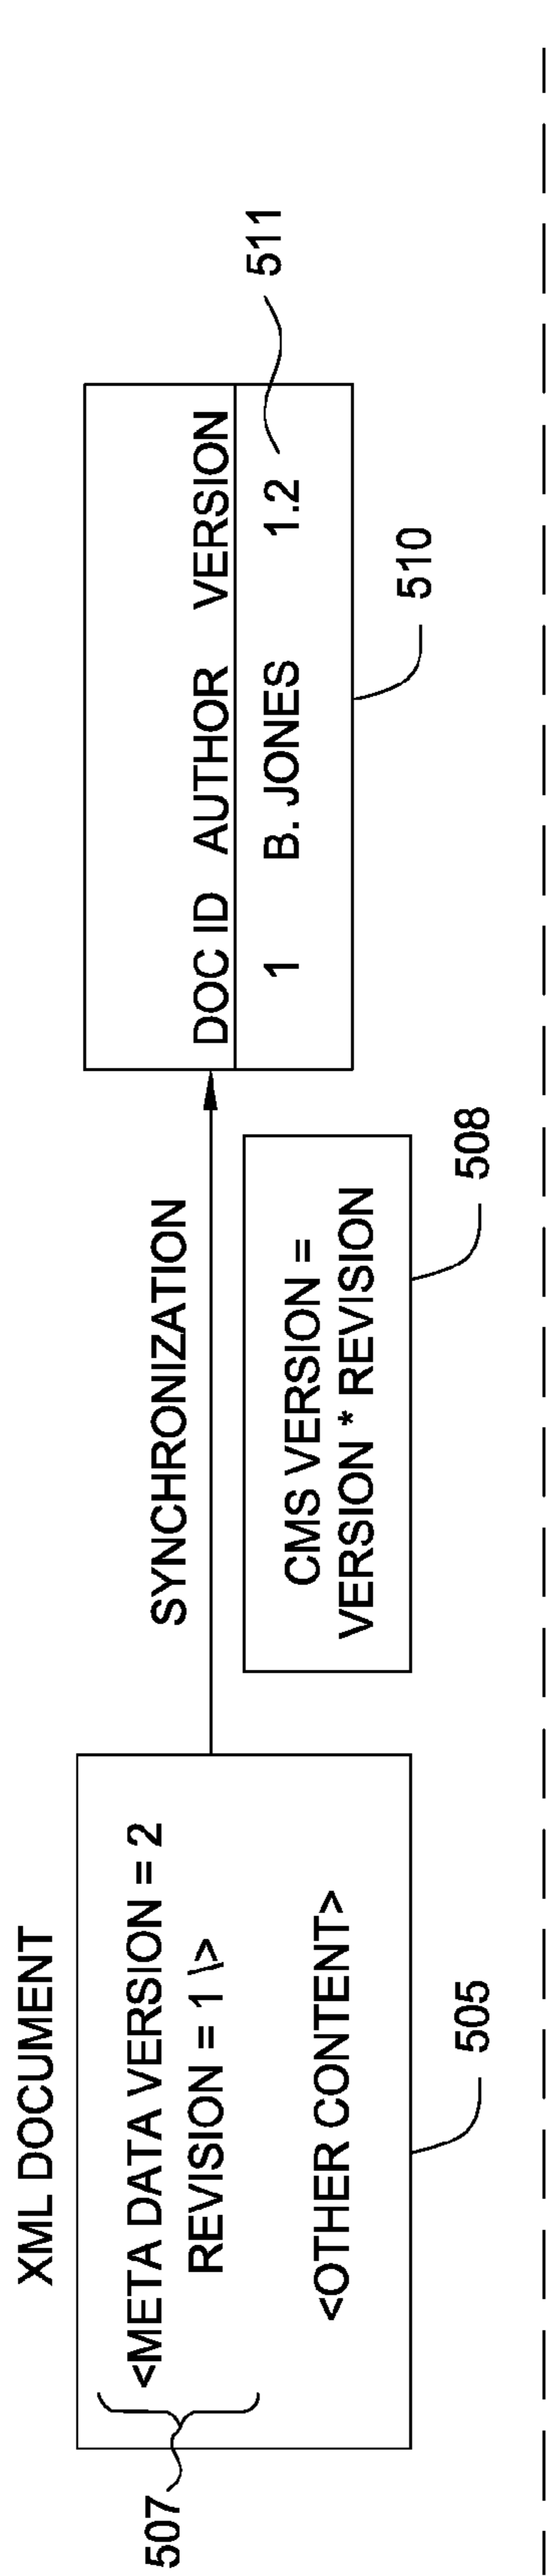 XML DOCUMENT
507
<META DATA VERSION = 2
REVISION = 1 \>
<OTHER CONTENT>
505
SYNCHRONIZATION
CMS VERSION =
VERSION * REVISION
508
DOC ID AUTHOR VERSION
1 B. JONES 1.2
511
510